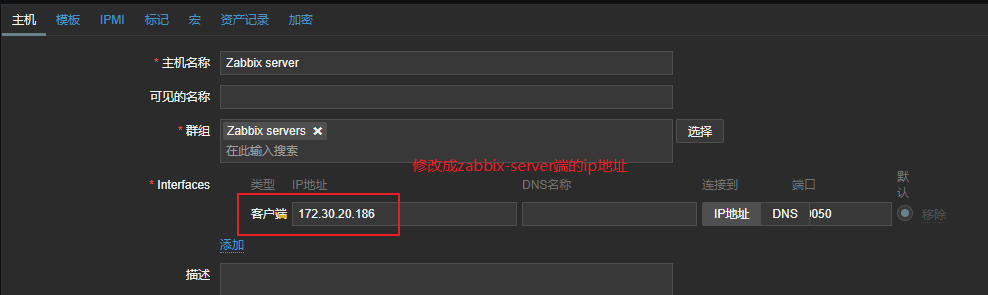 主机 模板 IPMI 标记 宏 资产记录 加密
* 主机名称 Zabbix server
可见的名称
* 群组 Zabbix servers ✖ 选择
在此输入搜索
修改成zabbix-server端的ip地址
* Interfaces 类型 IP地址 DNS名称 连接到 端口 默认
客户端 172.30.20.186 IP地址 DNS 0050 移除
添加
描述